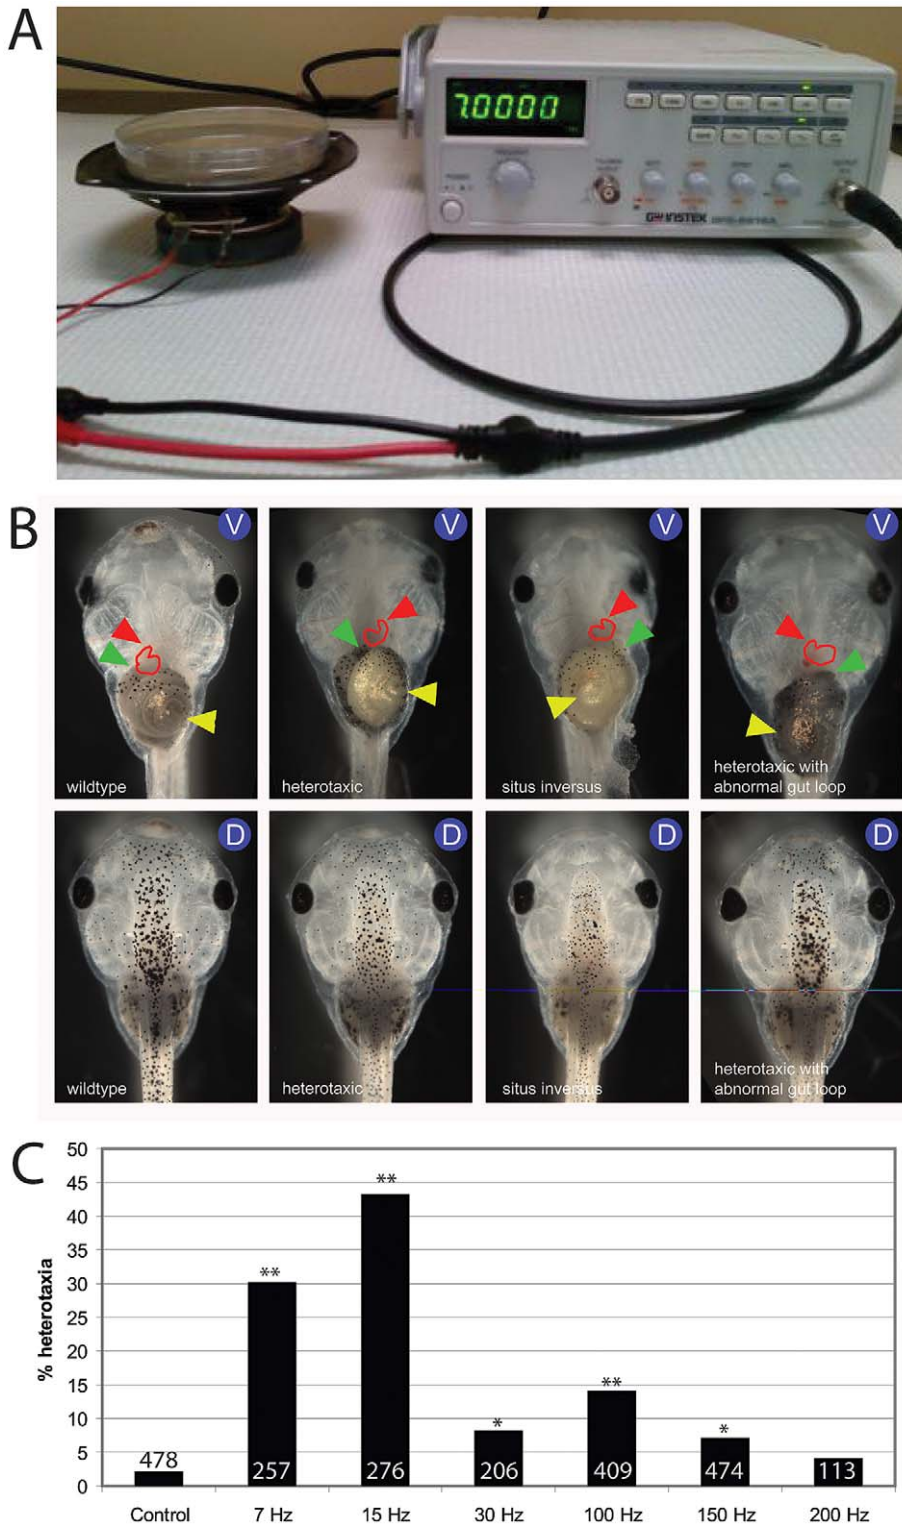 A
7.0000
FREQUENCY
POWER
GW INSTEK
B
V
V
V
V
wildtype
heterotaxic
situs inversus
heterotaxic with
abnormal gut loop
D
D
D
D
wildtype
heterotaxic
situs inversus
heterotaxic with
abnormal gut loop
C
50
45
40
35
30
25
20
15
10
5
0
% heterotaxia
** ** * ** *
478 257 276 206 409 474 113
Control 7 Hz 15 Hz 30 Hz 100 Hz 150 Hz 200 Hz